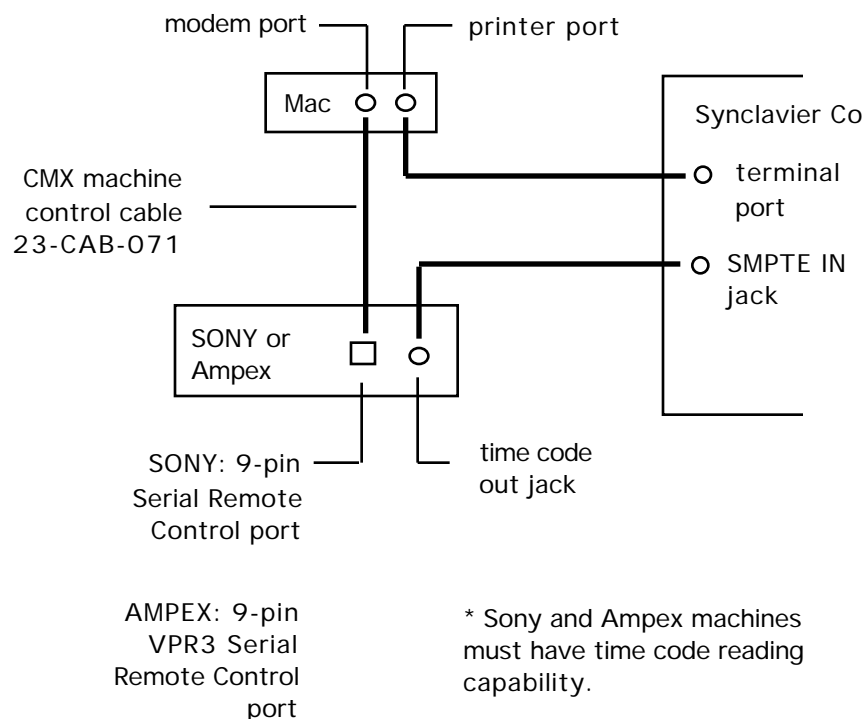 modem port
printer port
Mac
Synclavier Co
CMX machine
control cable
23-CAB-071
terminal
port
SMPTE IN
jack
SONY or
Ampex
SONY: 9-pin
Serial Remote
Control port
time code
out jack
AMPEX: 9-pin
VPR3 Serial
Remote Control
port
* Sony and Ampex machines
must have time code reading
capability.